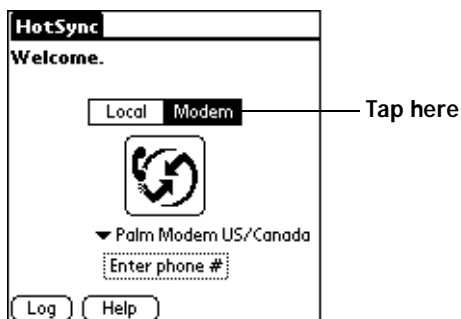 HotSync
Welcome.
Local Modem
Tap here
Palm Modem US/Canada
Enter phone #
Log Help